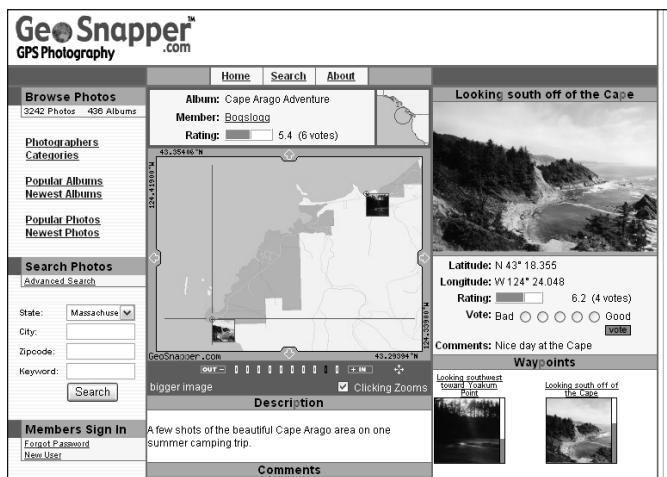 GeoSnapper™
.com
GPS Photography
Home Search About
Browse Photos
3242 Photos 436 Albums
Photographers
Categories
Popular Albums
Newest Albums
Popular Photos
Newest Photos
Search Photos
Advanced Search
State: Massachuse
City:
Zipcode:
Keyword:
Search
Members Sign In
Forgot Password
New User
Album: Cape Arago Adventure
Member: Bogslogg
Rating: 5.4 (6 votes)
43.35406°N
124.41900°W
124.33900°W
GeoSnapper.com
43.29394°N
OUT − + IN
bigger image
Clicking Zooms
Description
A few shots of the beautiful Cape Arago area on one
summer camping trip.
Comments
Looking south off of the Cape
Latitude: N 43° 18.355
Longitude: W 124° 24.048
Rating: 6.2 (4 votes)
Vote: Bad Good
vote
Comments: Nice day at the Cape
Waypoints
Looking southwest
toward Yoakum
Point
Looking south off of
the Cape